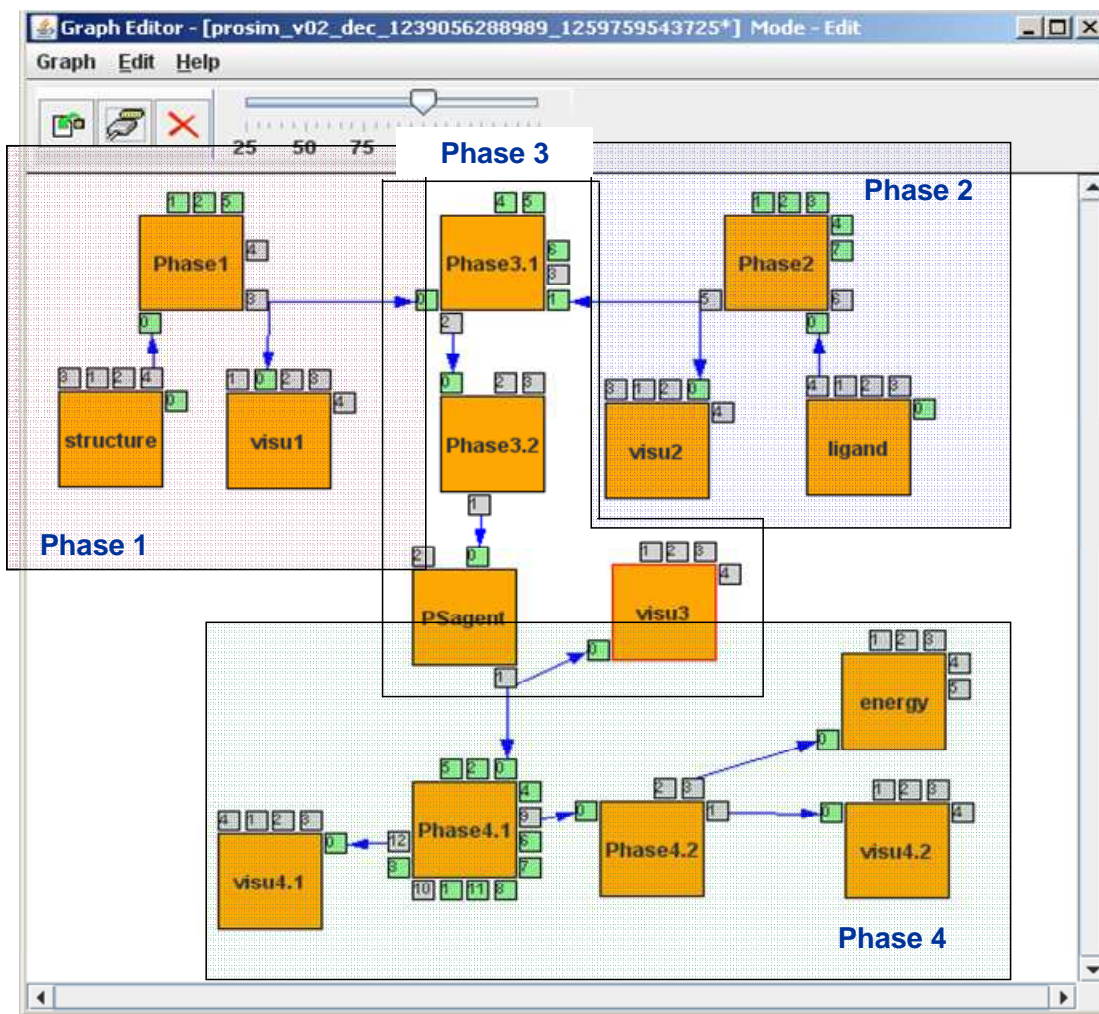 Graph Editor - [prosim_v02_dec_1239056288989_1259759543725*] Mode - Edit
Graph Edit Help
25 50 75
Phase 3
Phase 2
1 2 5
4 5
1 2 3
4
Phase1
4
Phase3.1
6
3
Phase2
7
3
0
1
5
6
0
2
0
3 1 2 4
0
1 0 2 3
4
0
2 3
3 1 2 0
4
4 1 2 3
0
structure
visu1
Phase3.2
visu2
ligand
1
Phase 1
2 0
1 2 3
4
PSagent
visu3
0
1
1 2 3
4
5
energy
0
5 2 0
4
9
6
7
Phase4.1
12
3
10 1 11 8
2 3
0
1
Phase4.2
1 2 3
4
0
visu4.2
4 1 2 3
0
visu4.1
Phase 4